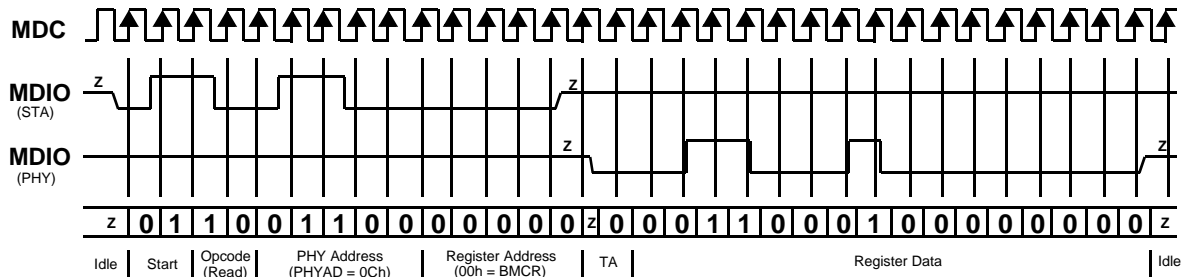 MDC
z z
MDIO
(STA)
z z
MDIO
(PHY)
z 0 1 1 0 0 1 1 0 0 0 0 0 0 0 z 0 0 0 1 1 0 0 0 1 0 0 0 0 0 0 0 0 z
Idle Start Opcode (Read) PHY Address (PHYAD = 0Ch) Register Address (00h = BMCR) TA Register Data Idle